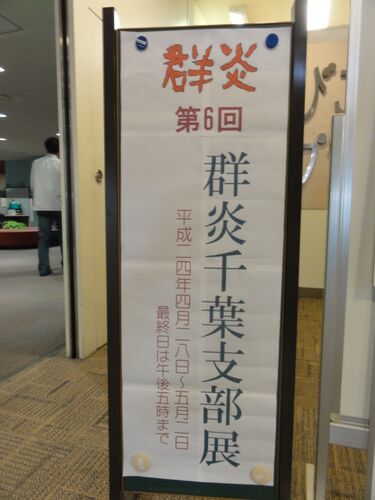 群炎
第6回
群炎千葉支部展
平成二四年四月二八日～五月二日
最終日は午後五時まで